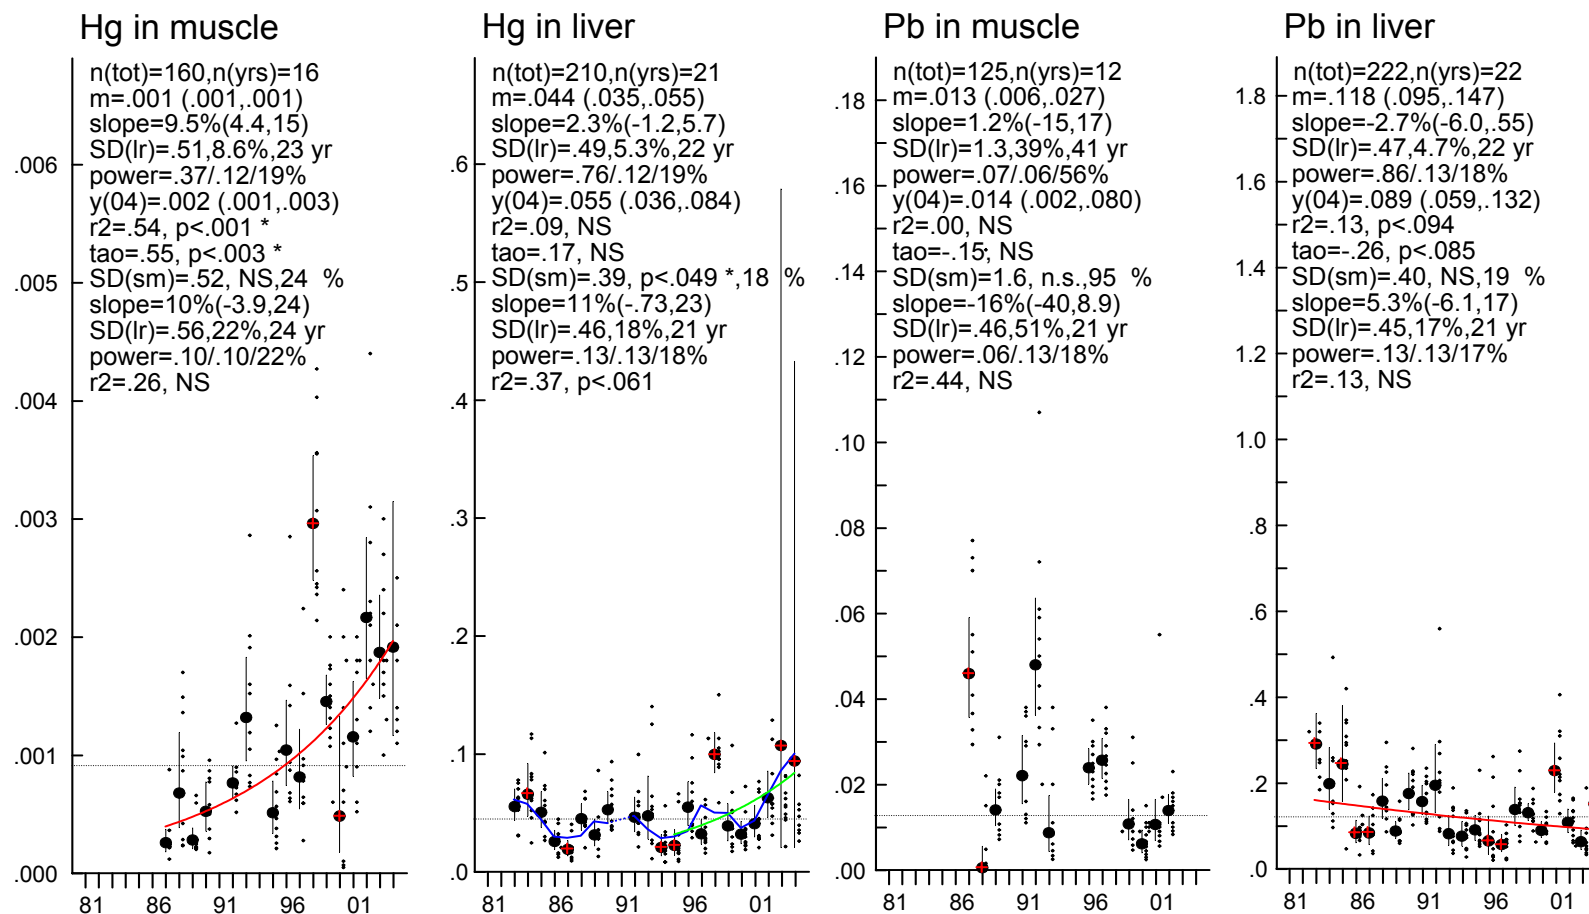 Hg in muscle
n(tot)=160,n(yrs)=16
m=.001 (.001,.001)
slope=9.5%(4.4,15)
SD(lr)=.51,8.6%,23 yr
power=.37/.12/19%
y(04)=.002 (.001,.003)
r2=.54, p<.001 *
tao=.55, p<.003 *
SD(sm)=.52, NS,24 %
slope=10%(-3.9,24)
SD(lr)=.56,22%,24 yr
power=.10/.10/22%
r2=.26, NS
.006
.005
.004
.003
.002
.001
.000
81 86 91 96 01
Hg in liver
n(tot)=210,n(yrs)=21
m=.044 (.035,.055)
slope=2.3%(-1.2,5.7)
SD(lr)=.49,5.3%,22 yr
power=.76/.12/19%
y(04)=.055 (.036,.084)
r2=.09, NS
tao=.17, NS
SD(sm)=.39, p<.049 *,18 %
slope=11%(-.73,23)
SD(lr)=.46,18%,21 yr
power=.13/.13/18%
r2=.37, p<.061
.6
.5
.4
.3
.2
.1
.0
81 86 91 96 01
Pb in muscle
n(tot)=125,n(yrs)=12
m=.013 (.006,.027)
slope=1.2%(-15,17)
SD(lr)=1.3,39%,41 yr
power=.07/.06/56%
y(04)=.014 (.002,.080)
r2=.00, NS
tao=-.15, NS
SD(sm)=1.6, n.s.,95 %
slope=-16%(-40,8.9)
SD(lr)=.46,51%,21 yr
power=.06/.13/18%
r2=.44, NS
.18
.16
.14
.12
.10
.08
.06
.04
.02
.00
81 86 91 96 01
Pb in liver
n(tot)=222,n(yrs)=22
m=.118 (.095,.147)
slope=-2.7%(-6.0,.55)
SD(lr)=.47,4.7%,22 yr
power=.86/.13/18%
y(04)=.089 (.059,.132)
r2=.13, p<.094
tao=-.26, p<.085
SD(sm)=.40, NS,19 %
slope=5.3%(-6.1,17)
SD(lr)=.45,17%,21 yr
power=.13/.13/17%
r2=.13, NS
1.8
1.6
1.4
1.2
1.0
.8
.6
.4
.2
.0
81 86 91 96 01